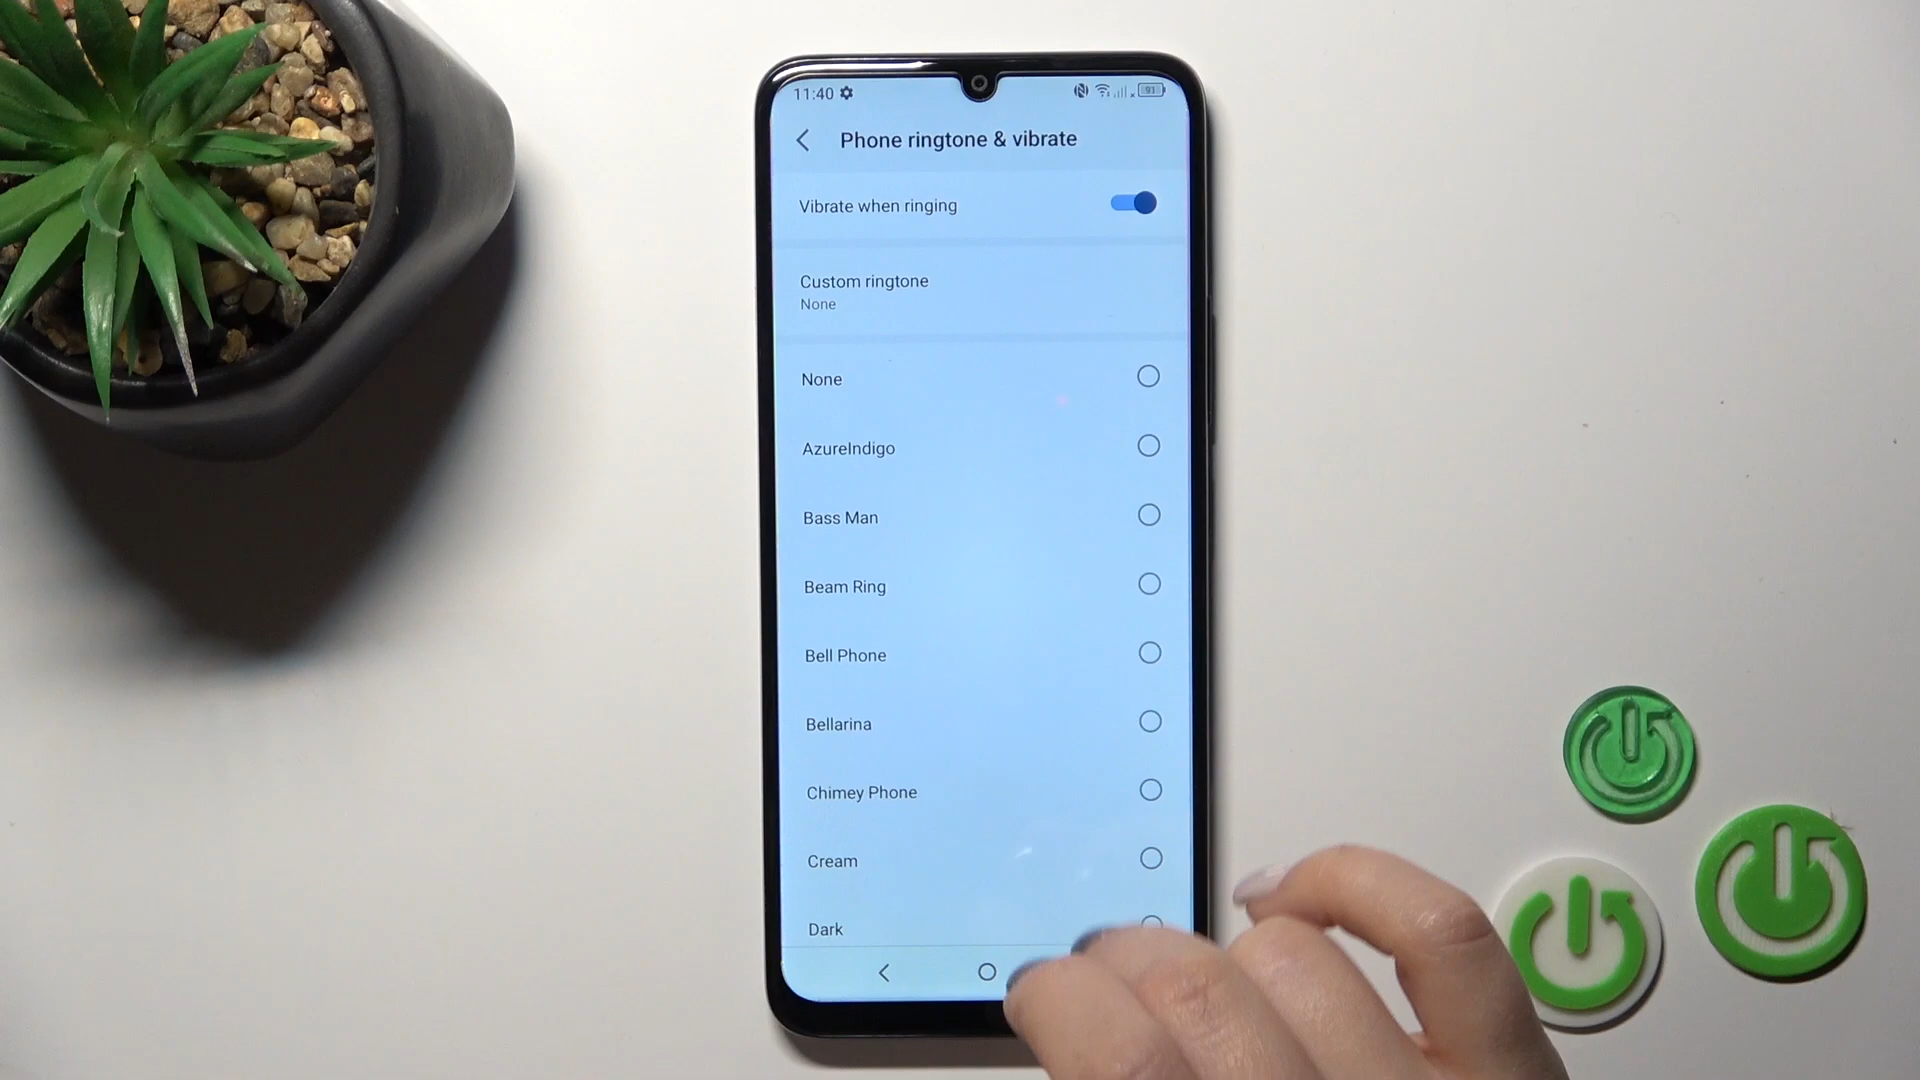 11:40
93
Phone ringtone & vibrate
Vibrate when ringing
Custom ringtone
None
None
AzureIndigo
Bass Man
Beam Ring
Bell Phone
Bellarina
Chimey Phone
Cream
Dark